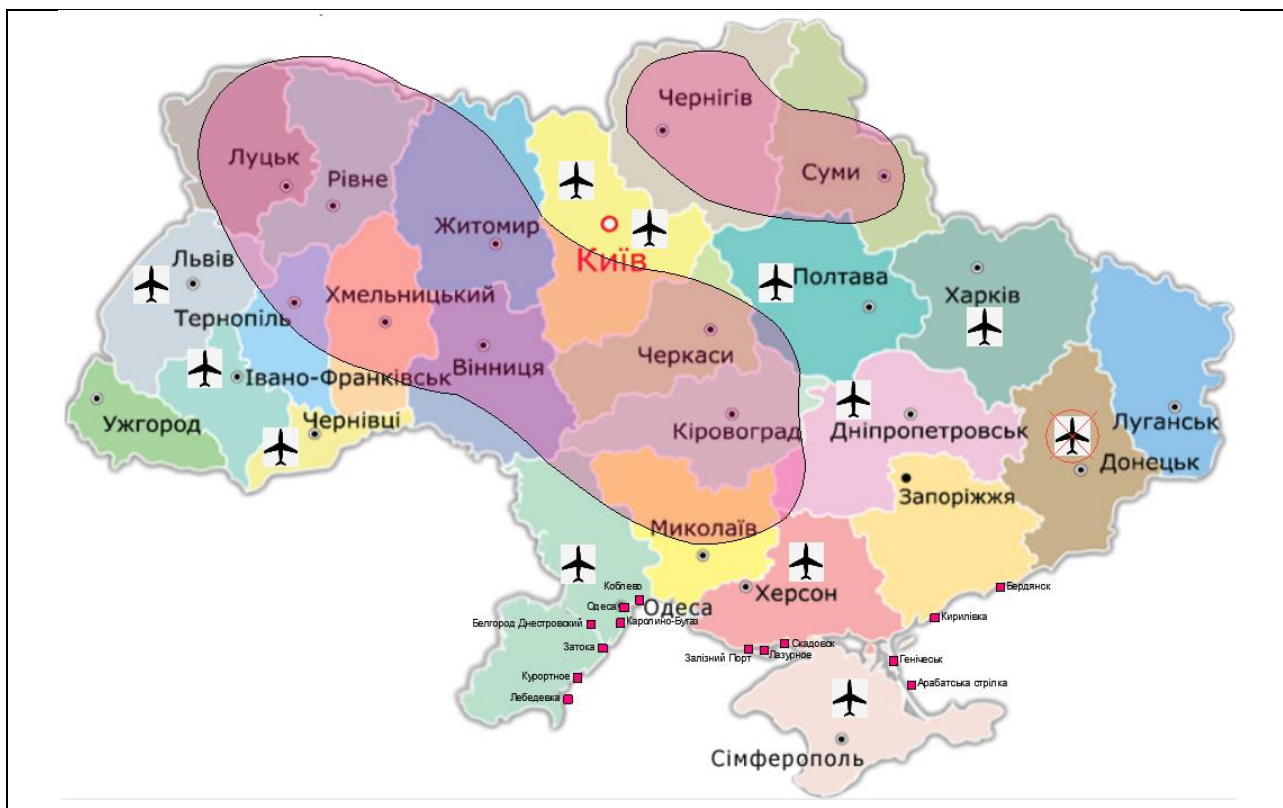 Чернігів
Луцьк
Суми
Рівне
Житомир
Київ
Львів
Полтава
Харків
Хмельницький
Тернопіль
Черкаси
Вінниця
Івано-Франківськ
Кіровоград
Дніпропетровськ
Луганськ
Ужгород
Чернівці
Донецьк
Запоріжжя
Миколаїв
Коблево
Одеса
Одеса
Херсон
Бердянск
Белгород Днестровский
Каролино-Бугаз
Кирилівка
Затока
Залізний Порт
Лазурное
Скадовск
Генічеськ
Курортное
Арабатська стрілка
Лебедевка
Сімферополь